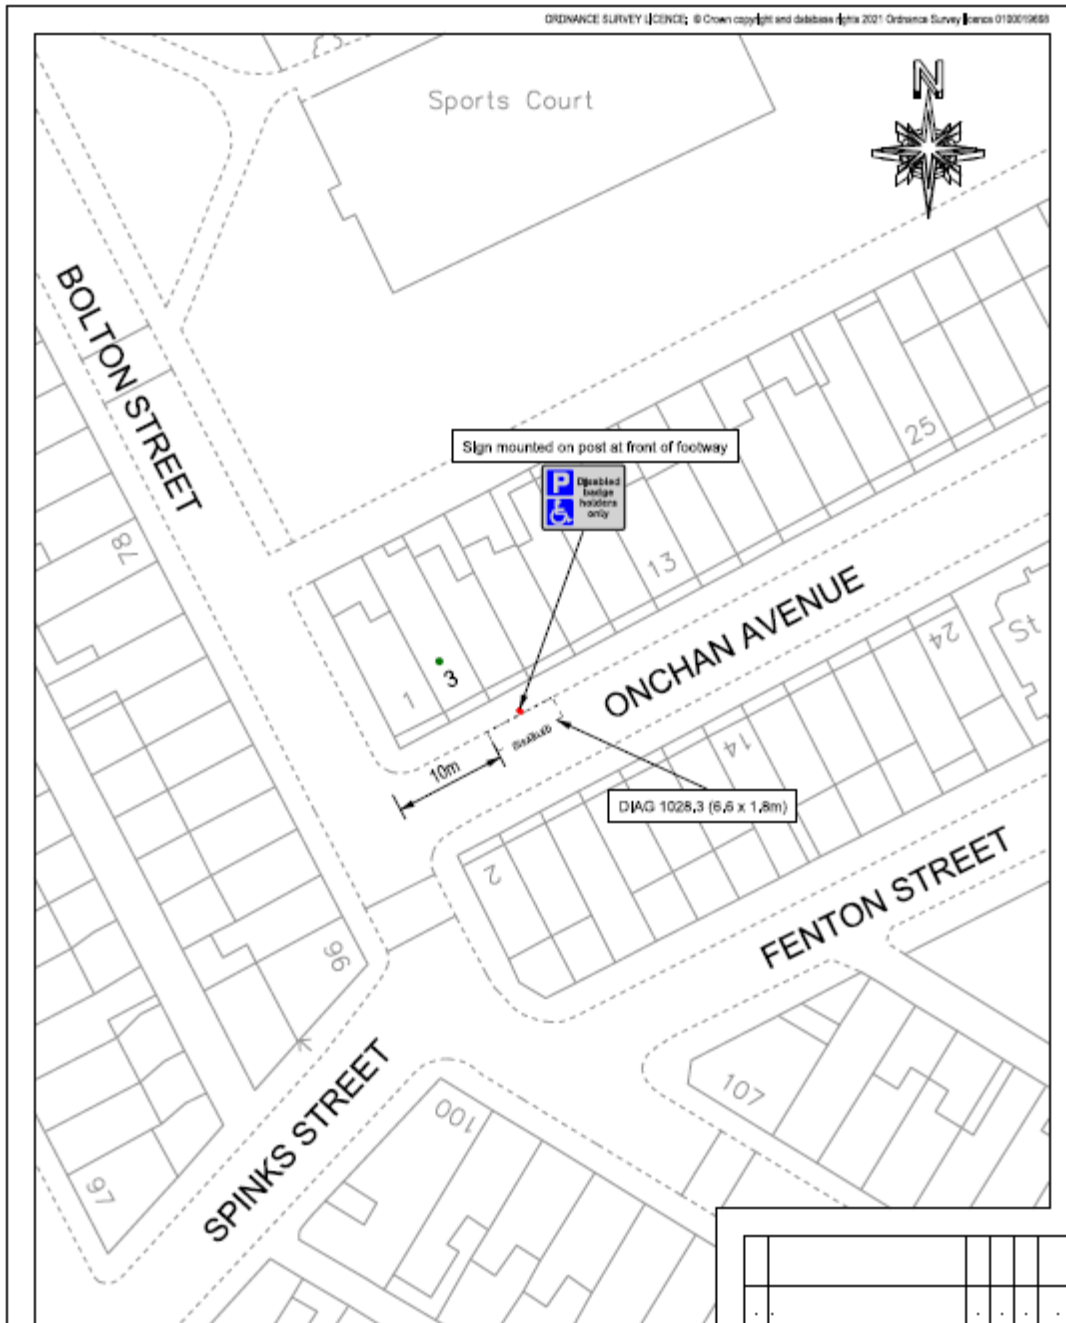 ORDNANCE SURVEY LICENCE; © Crown copyright and database rights 2021 Ordnance Survey licence 0100019698
N
Sports Court
BOLTON STREET
Sign mounted on post at front of footway
P Disabled
badge
holders
only
25
78
13
ONCHAN AVENUE
24
St
3
1
DISABLED
14
10m
DIAG 1028.3 (6.6 x 1.8m)
2
FENTON STREET
96
107
100
SPINKS STREET
97